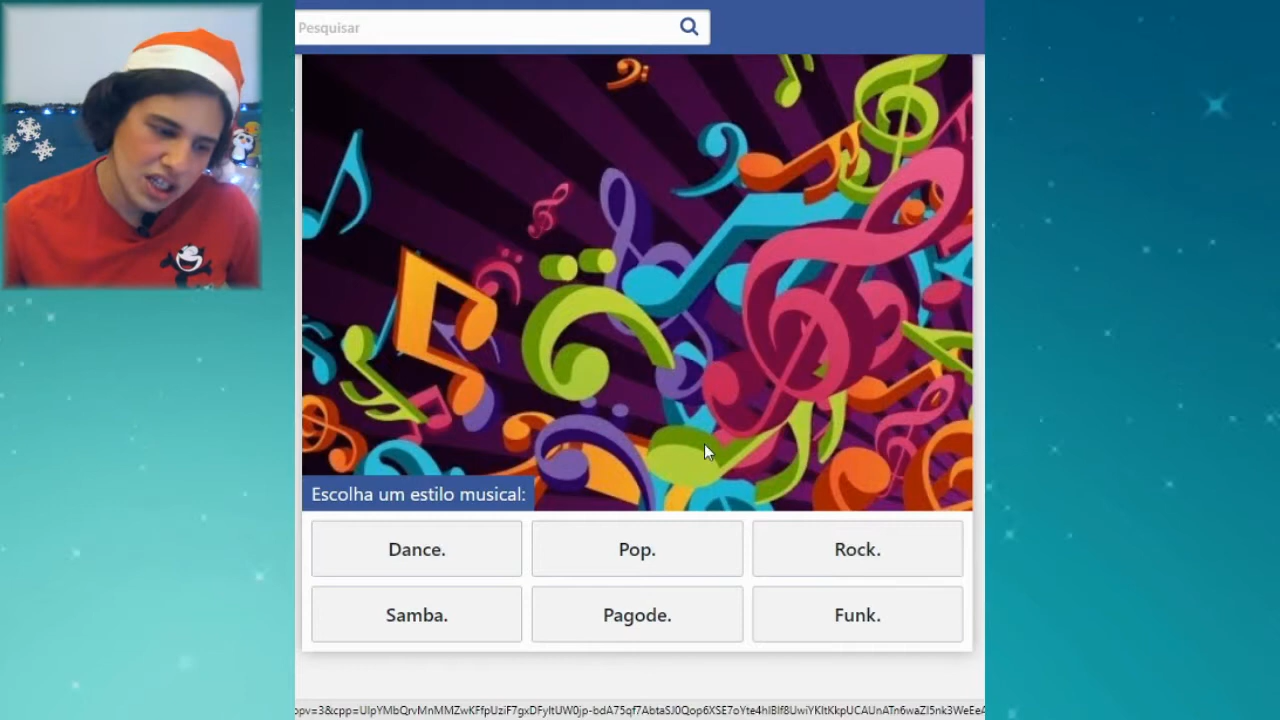 Pesquisar
Escolha um estilo musical:
Dance.
Pop.
Rock.
Samba.
Pagode.
Funk.